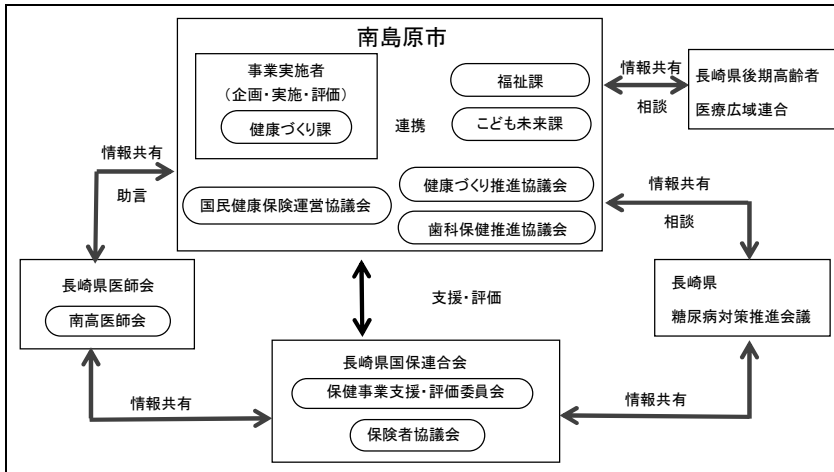 南島原市
事業実施者
(企画・実施・評価)
健康づくり課
連携
福祉課
こども未来課
国民健康保険運営協議会
健康づくり推進協議会
歯科保健推進協議会
情報共有
相談
長崎県後期高齢者
医療広域連合
情報共有
助言
情報共有
相談
長崎県医師会
南高医師会
支援・評価
長崎県
糖尿病対策推進会議
長崎県国保連合会
保健事業支援・評価委員会
保険者協議会
情報共有
情報共有